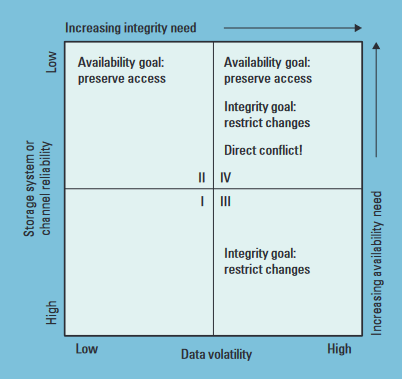 Increasing integrity need
Low
Availability goal:
preserve access
Availability goal:
preserve access
Integrity goal:
restrict changes
Direct conflict!
II
IV
I
III
Integrity goal:
restrict changes
Storage system or
channel reliability
High
Increasing availability need
Low
Data volatility
High